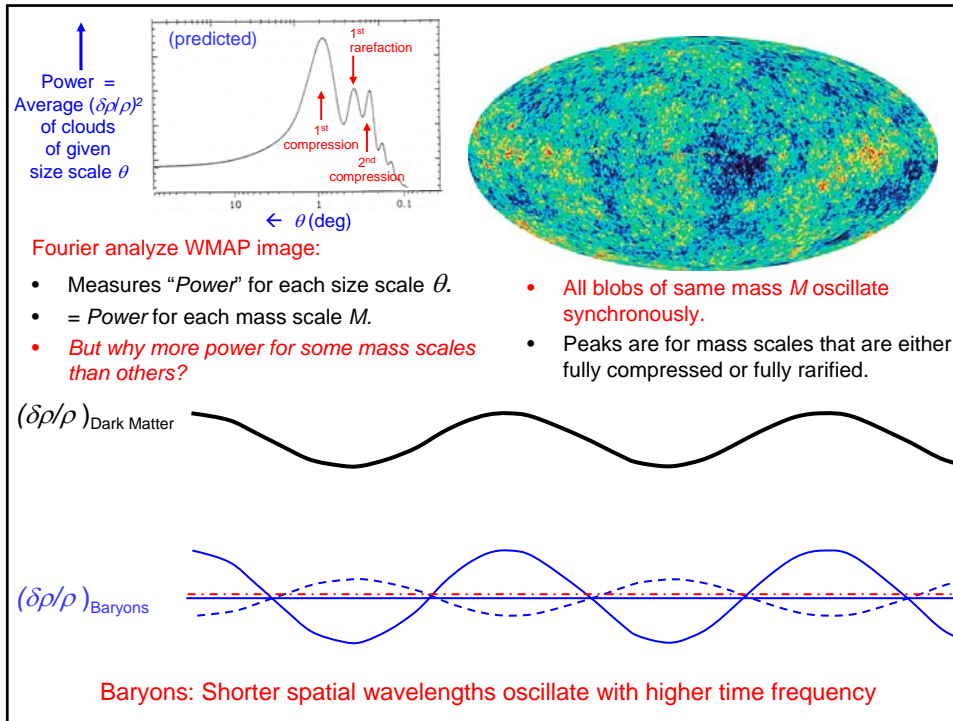 Power =
Average (δρ/ρ)²
of clouds
of given
size scale θ
(predicted)
1st
rarefaction
1st
compression
2nd
compression
10
1
0.1
← θ (deg)
Fourier analyze WMAP image:
• Measures “Power” for each size scale θ.
• = Power for each mass scale M.
• But why more power for some mass scales
than others?
• All blobs of same mass M oscillate
synchronously.
• Peaks are for mass scales that are either
fully compressed or fully rarified.
(δρ/ρ )Dark Matter
(δρ/ρ )Baryons
Baryons: Shorter spatial wavelengths oscillate with higher time frequency